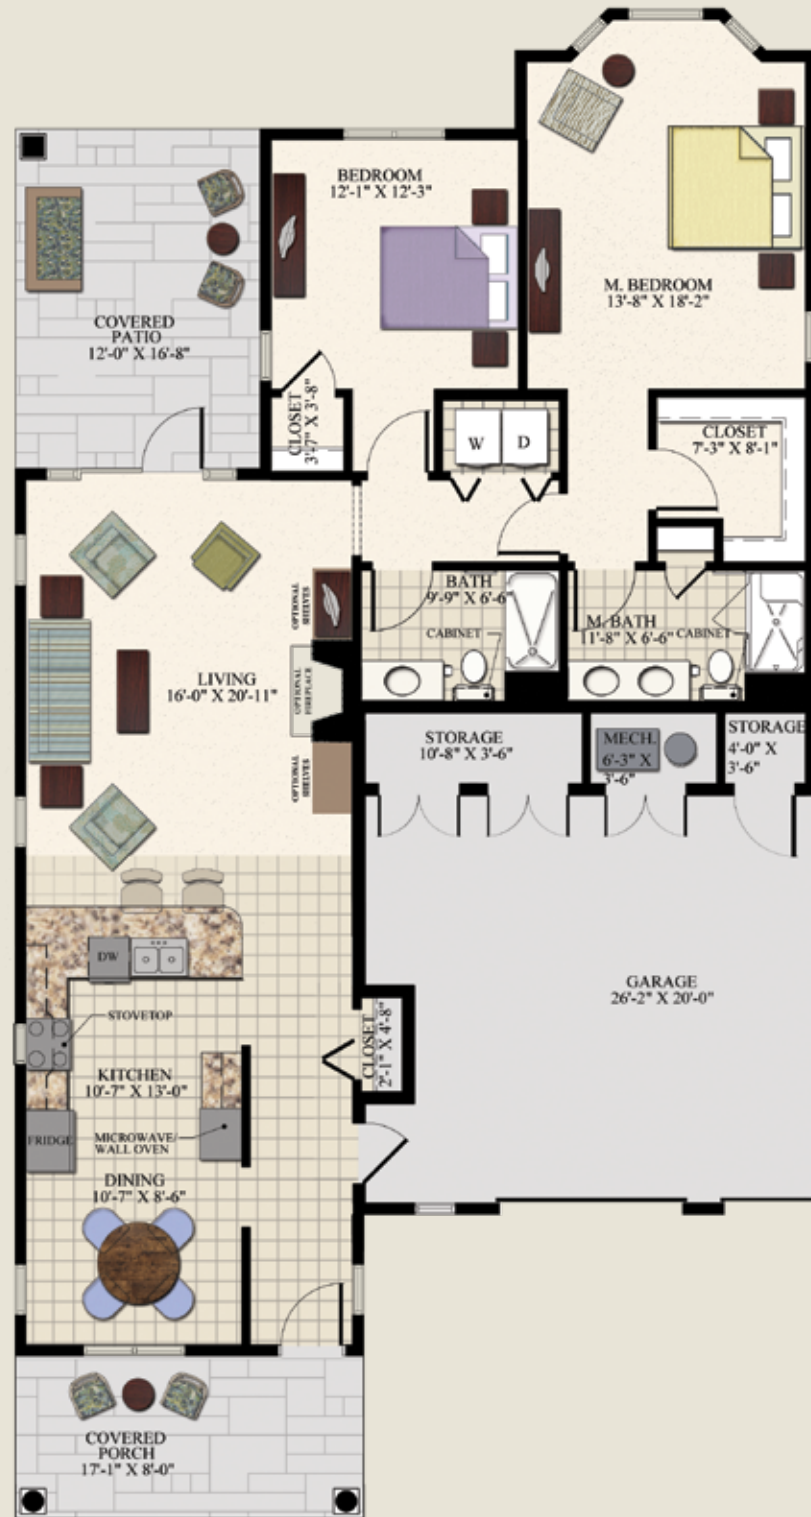 BEDROOM
12'-1" X 12'-3"
M. BEDROOM
13'-8" X 18'-2"
COVERED
PATIO
12'-0" X 16'-8"
CLOSET
3'-7" X 3'-8"
W
D
CLOSET
7'-3" X 8'-1"
BATH
9'-9" X 6'-6"
CABINET
M. BATH
11'-8" X 6'-6"
CABINET
OPTIONAL
SHELVES
LIVING
16'-0" X 20'-11"
OPTIONAL
FIREPLACE
OPTIONAL
SHELVES
STORAGE
10'-8" X 3'-6"
MECH.
6'-3" X
3'-6"
STORAGE
4'-0" X
3'-6"
DW
STOVETOP
GARAGE
26'-2" X 20'-0"
CLOSET
2'-1" X 4'-8"
KITCHEN
10'-7" X 13'-0"
FRIDGE
MICROWAVE/
WALL OVEN
DINING
10'-7" X 8'-6"
COVERED
PORCH
17'-1" X 8'-0"